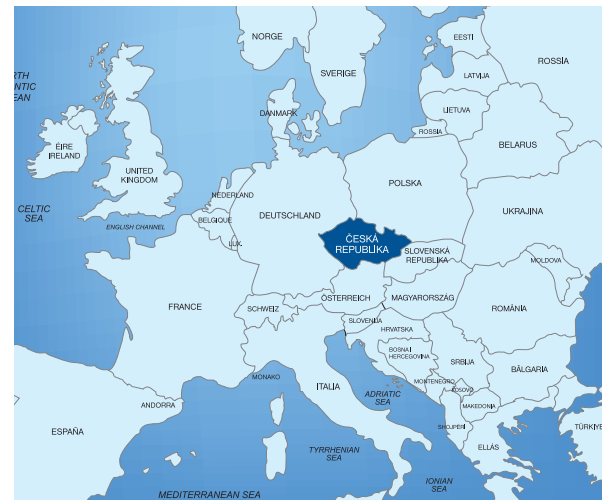 NORGE
EESTI
ROSSÍA
SVERIGE
LATVIJA
RTH
NTIC
EAN
DANMARK
LIETUVA
ROSSIA
ÉIRE
IRELAND
BELARUS
UNITED
KINGDOM
POLSKA
NEDERLAND
CELTIC
SEA
DEUTSCHLAND
UKRAJINA
BELGIQUE
ENGLISH CHANNEL
LUX.
ČESKÁ
REPUBLIKA
SLOVENSKÁ
REPUBLIKA
MOLDOVA
FRANCE
SCHWEIZ
ÖSTERREICH
MAGYARORSZÁG
ROMÂNIA
SLOVENIJA
HRVATSKA
BOSNA I
HERCEGOVINA
SRBIJA
MONAKO
ITALIA
ADRIATIC
SEA
MONTENEGRO
KOSOVO
BÂLGARIA
ANDORRA
MAKEDONIA
ESPAÑA
SHQIPËRI
TÜRKIYE
TYRRHENIAN
SEA
ELLÁS
IONIAN
SEA
MEDITERRANEAN SEA